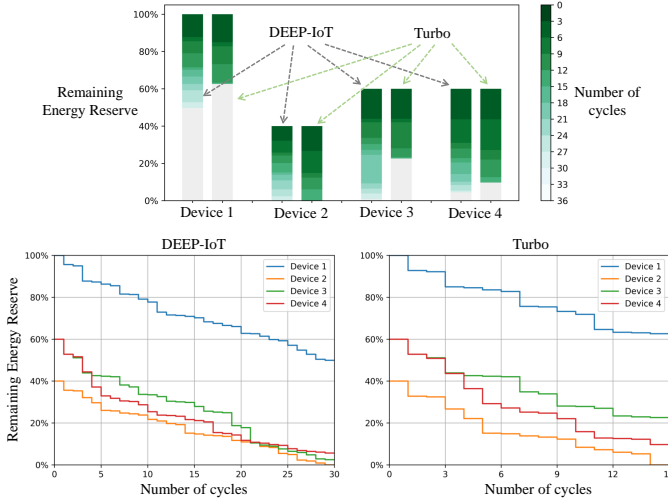 100%
80%
60%
40%
20%
0%
Remaining
Energy Reserve
DEEP-IoT
Turbo
Device 1
Device 2
Device 3
Device 4
0
3
6
9
12
15
18
21
24
27
30
33
36
Number of
cycles
DEEP-IoT
Remaining Energy Reserve
100%
80%
60%
40%
20%
0%
Device 1
Device 2
Device 3
Device 4
0
5
10
15
20
25
30
Number of cycles
Turbo
100%
80%
60%
40%
20%
0%
Device 1
Device 2
Device 3
Device 4
0
3
6
9
12
Number of cycles